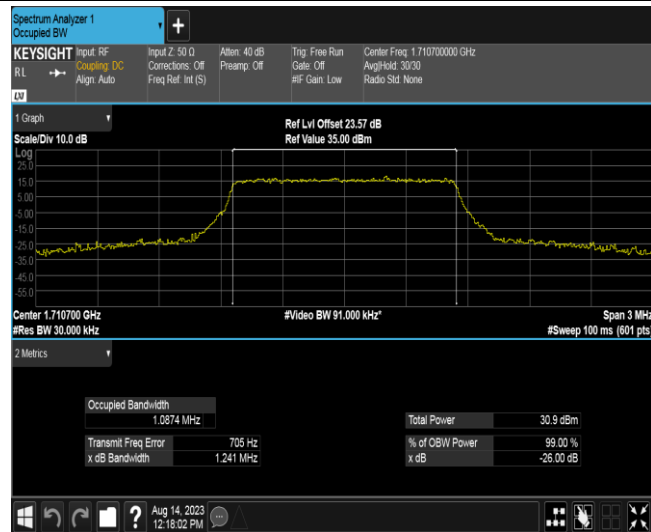 Spectrum Analyzer 1
Occupied BW
KEYSIGHT
RL
LXI
Input: RF
Coupling: DC
Align: Auto
Input Z: 50 Ω
Corrections: Off
Freq Ref: Int (S)
Atten: 40 dB
Preamp: Off
Trig: Free Run
Gate: Off
#IF Gain: Low
Center Freq: 1.710700000 GHz
Avg|Hold: 30/30
Radio Std: None
1 Graph
Scale/Div 10.0 dB
Ref Lvl Offset 23.57 dB
Ref Value 35.00 dBm
Log
25.0
15.0
5.00
-5.00
-15.0
-25.0
-35.0
-45.0
-55.0
Center 1.710700 GHz
#Res BW 30.000 kHz
#Video BW 91.000 kHz*
Span 3 MHz
#Sweep 100 ms (601 pts)
2 Metrics
Occupied Bandwidth
1.0874 MHz
Transmit Freq Error 705 Hz
x dB Bandwidth 1.241 MHz
Total Power 30.9 dBm
% of OBW Power 99.00 %
x dB -26.00 dB
?
Aug 14, 2023
12:18:02 PM